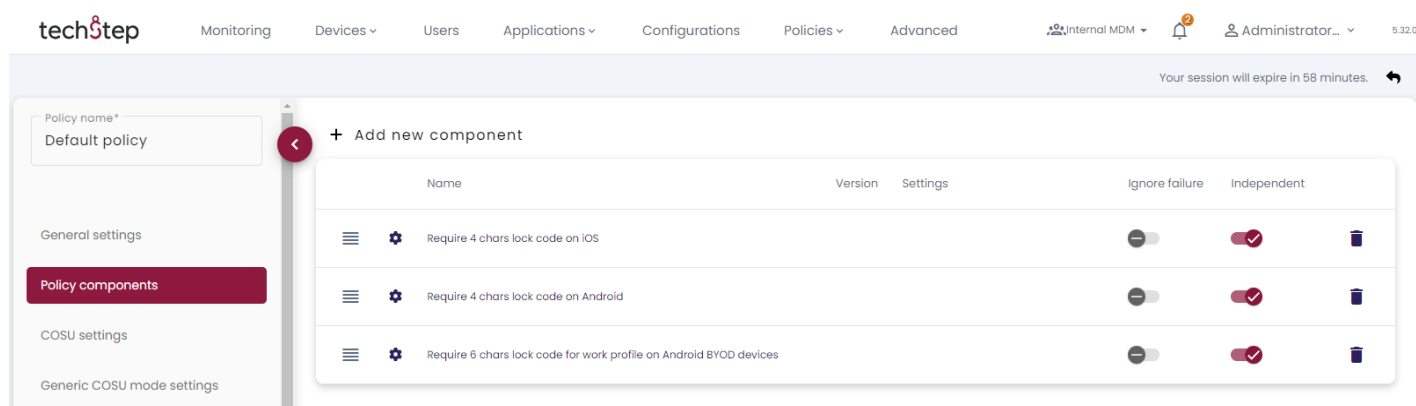 techstep Monitoring Devices Users Applications Configurations Policies Advanced Internal MDM 2 Administrator... 5.32.0
Your session will expire in 58 minutes.
Policy name*
Default policy
+ Add new component
Name Version Settings Ignore failure Independent
General settings
Require 4 chars lock code on iOS
Policy components
Require 4 chars lock code on Android
COSU settings
Require 6 chars lock code for work profile on Android BYOD devices
Generic COSU mode settings